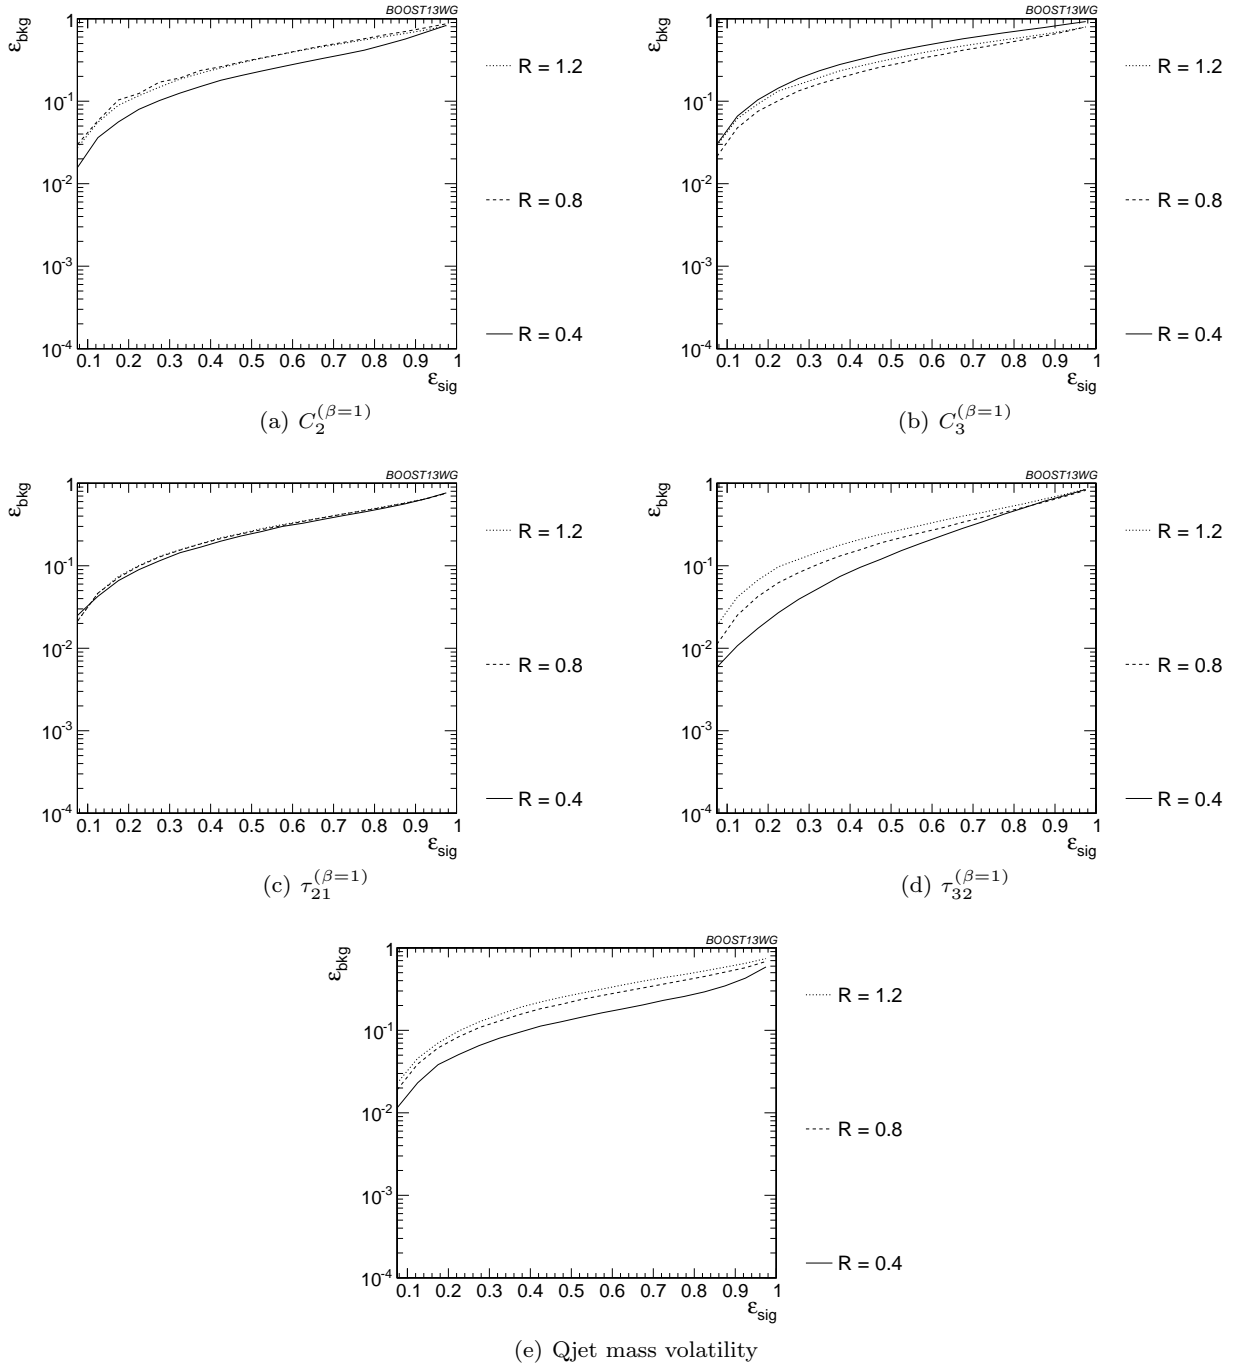 BOOST13WG
ε_bkg
1
10^-1
10^-2
10^-3
10^-4
0.1 0.2 0.3 0.4 0.5 0.6 0.7 0.8 0.9 1
ε_sig
R = 1.2
R = 0.8
R = 0.4
(a) C_2^(β=1)
BOOST13WG
ε_bkg
1
10^-1
10^-2
10^-3
10^-4
0.1 0.2 0.3 0.4 0.5 0.6 0.7 0.8 0.9 1
ε_sig
R = 1.2
R = 0.8
R = 0.4
(b) C_3^(β=1)
BOOST13WG
ε_bkg
1
10^-1
10^-2
10^-3
10^-4
0.1 0.2 0.3 0.4 0.5 0.6 0.7 0.8 0.9 1
ε_sig
R = 1.2
R = 0.8
R = 0.4
(c) τ_21^(β=1)
BOOST13WG
ε_bkg
1
10^-1
10^-2
10^-3
10^-4
0.1 0.2 0.3 0.4 0.5 0.6 0.7 0.8 0.9 1
ε_sig
R = 1.2
R = 0.8
R = 0.4
(d) τ_32^(β=1)
BOOST13WG
ε_bkg
1
10^-1
10^-2
10^-3
10^-4
0.1 0.2 0.3 0.4 0.5 0.6 0.7 0.8 0.9 1
ε_sig
R = 1.2
R = 0.8
R = 0.4
(e) Qjet mass volatility